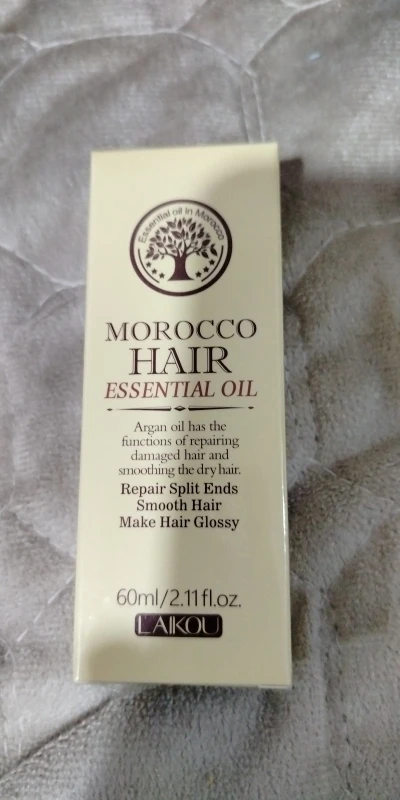 Essential oil in Morocco
MOROCCO
HAIR
ESSENTIAL OIL
Argan oil has the
functions of repairing
damaged hair and
smoothing the dry hair.
Repair Split Ends
Smooth Hair
Make Hair Glossy
60ml/2.11fl.oz.
L'AIKOU